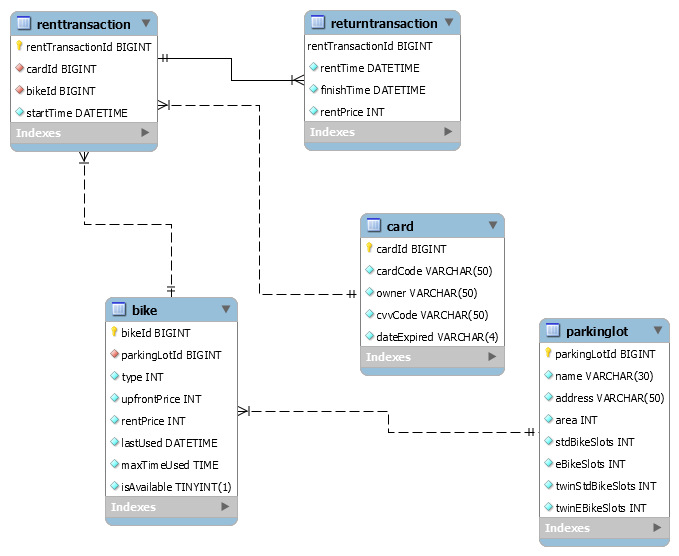 renttransaction
rentTransactionId BIGINT
cardId BIGINT
bikeId BIGINT
startTime DATETIME
Indexes
returntransaction
rentTransactionId BIGINT
rentTime DATETIME
finishTime DATETIME
rentPrice INT
Indexes
card
cardId BIGINT
cardCode VARCHAR(50)
owner VARCHAR(50)
cvvCode VARCHAR(50)
dateExpired VARCHAR(4)
Indexes
bike
bikeId BIGINT
parkingLotId BIGINT
type INT
upfrontPrice INT
rentPrice INT
lastUsed DATETIME
maxTimeUsed TIME
isAvailable TINYINT(1)
Indexes
parkinglot
parkingLotId BIGINT
name VARCHAR(30)
address VARCHAR(50)
area INT
stdBikeSlots INT
eBikeSlots INT
twinStdBikeSlots INT
twinEBikeSlots INT
Indexes